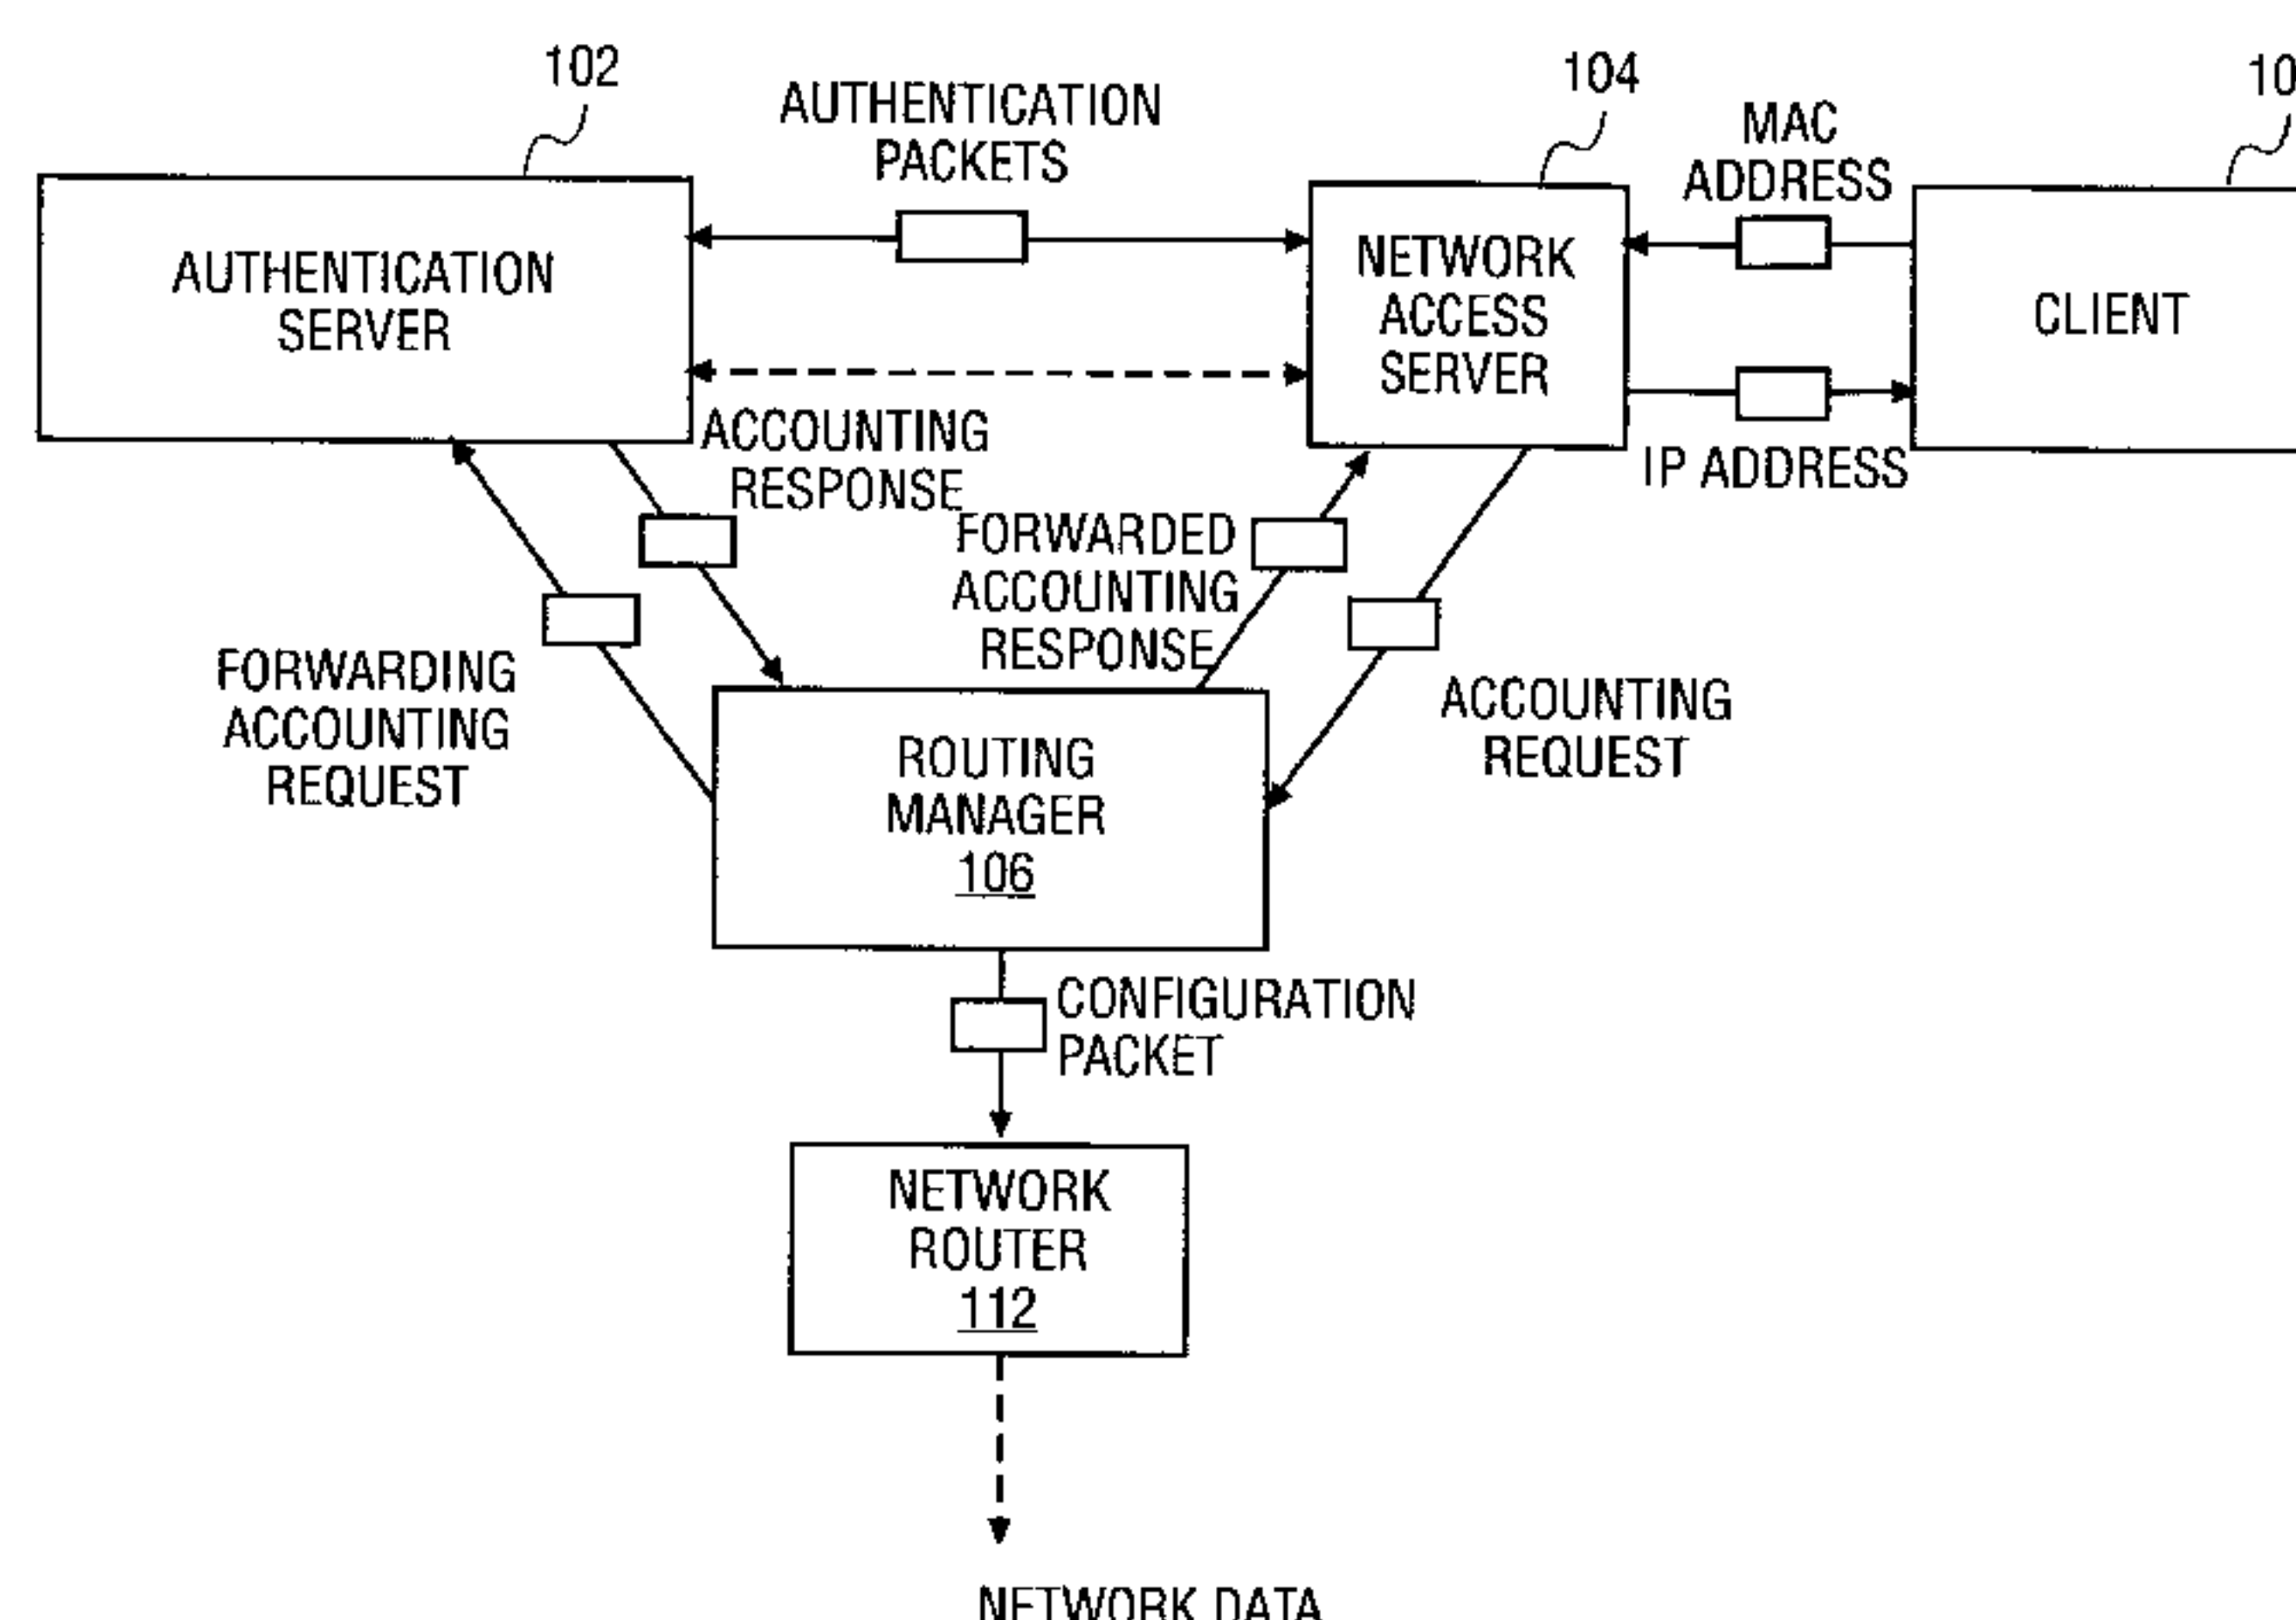 102
AUTHENTICATION
PACKETS
104
MAC
ADDRESS
AUTHENTICATION
SERVER
NETWORK
ACCESS
SERVER
CLIENT
ACCOUNTING
RESPONSE
IP ADDRESS
FORWARDED
ACCOUNTING
RESPONSE
FORWARDING
ACCOUNTING
REQUEST
ACCOUNTING
REQUEST
ROUTING
MANAGER
106
CONFIGURATION
PACKET
NETWORK
ROUTER
112
NETWORK DATA